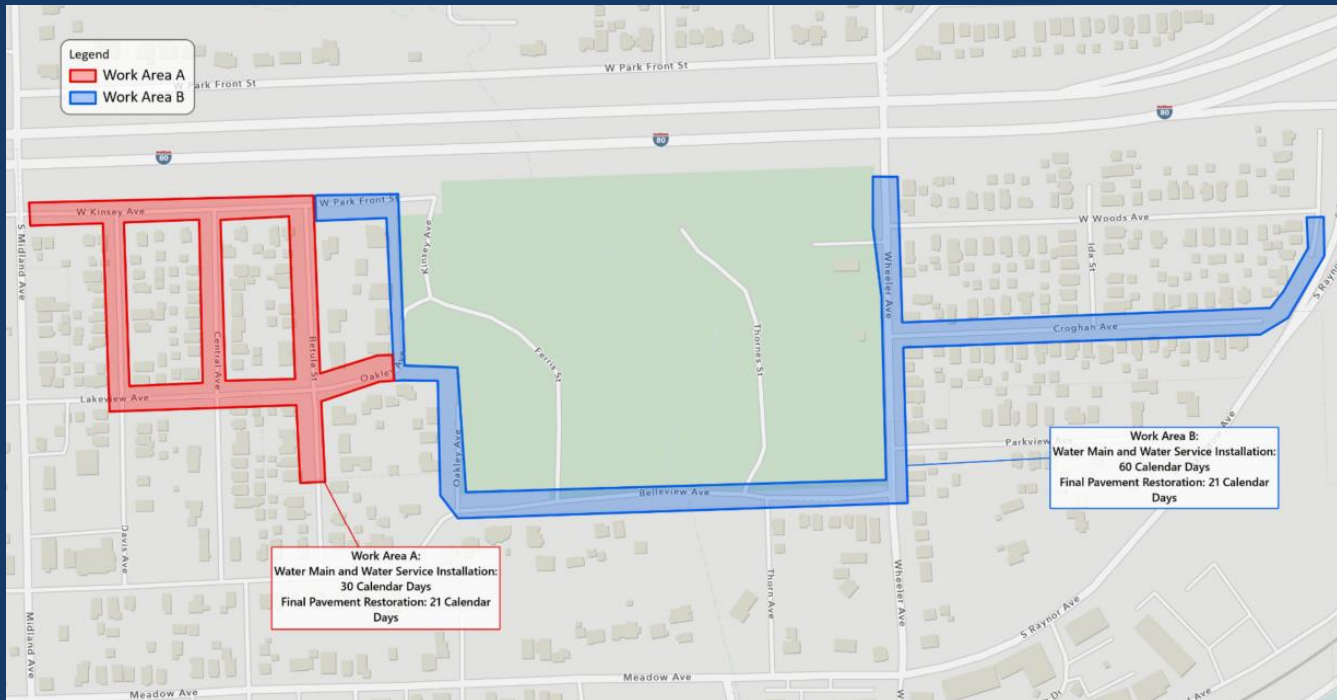 Legend
Work Area A
Work Area B
W Park Front St
W Park Front St
80
80
80
W Kinsey Ave
W Park Front St
S Midland Ave
Kinsey Ave
W Woods Ave
Ida St
Wheeler Ave
S Raynor
Croghan Ave
Central Ave
Betula St
Oakley Ave
Ferris St
Thornes St
Lakeview Ave
Oakley Ave
Parkview Ave
Work Area B:
Water Main and Water Service Installation:
60 Calendar Days
Final Pavement Restoration: 21 Calendar
Days
Belleview Ave
Davis Ave
Work Area A:
Water Main and Water Service Installation:
30 Calendar Days
Final Pavement Restoration: 21 Calendar
Days
Thorn Ave
Wheeler Ave
S Raynor Ave
Midland Ave
Meadow Ave
Meadow Ave
W
Dr